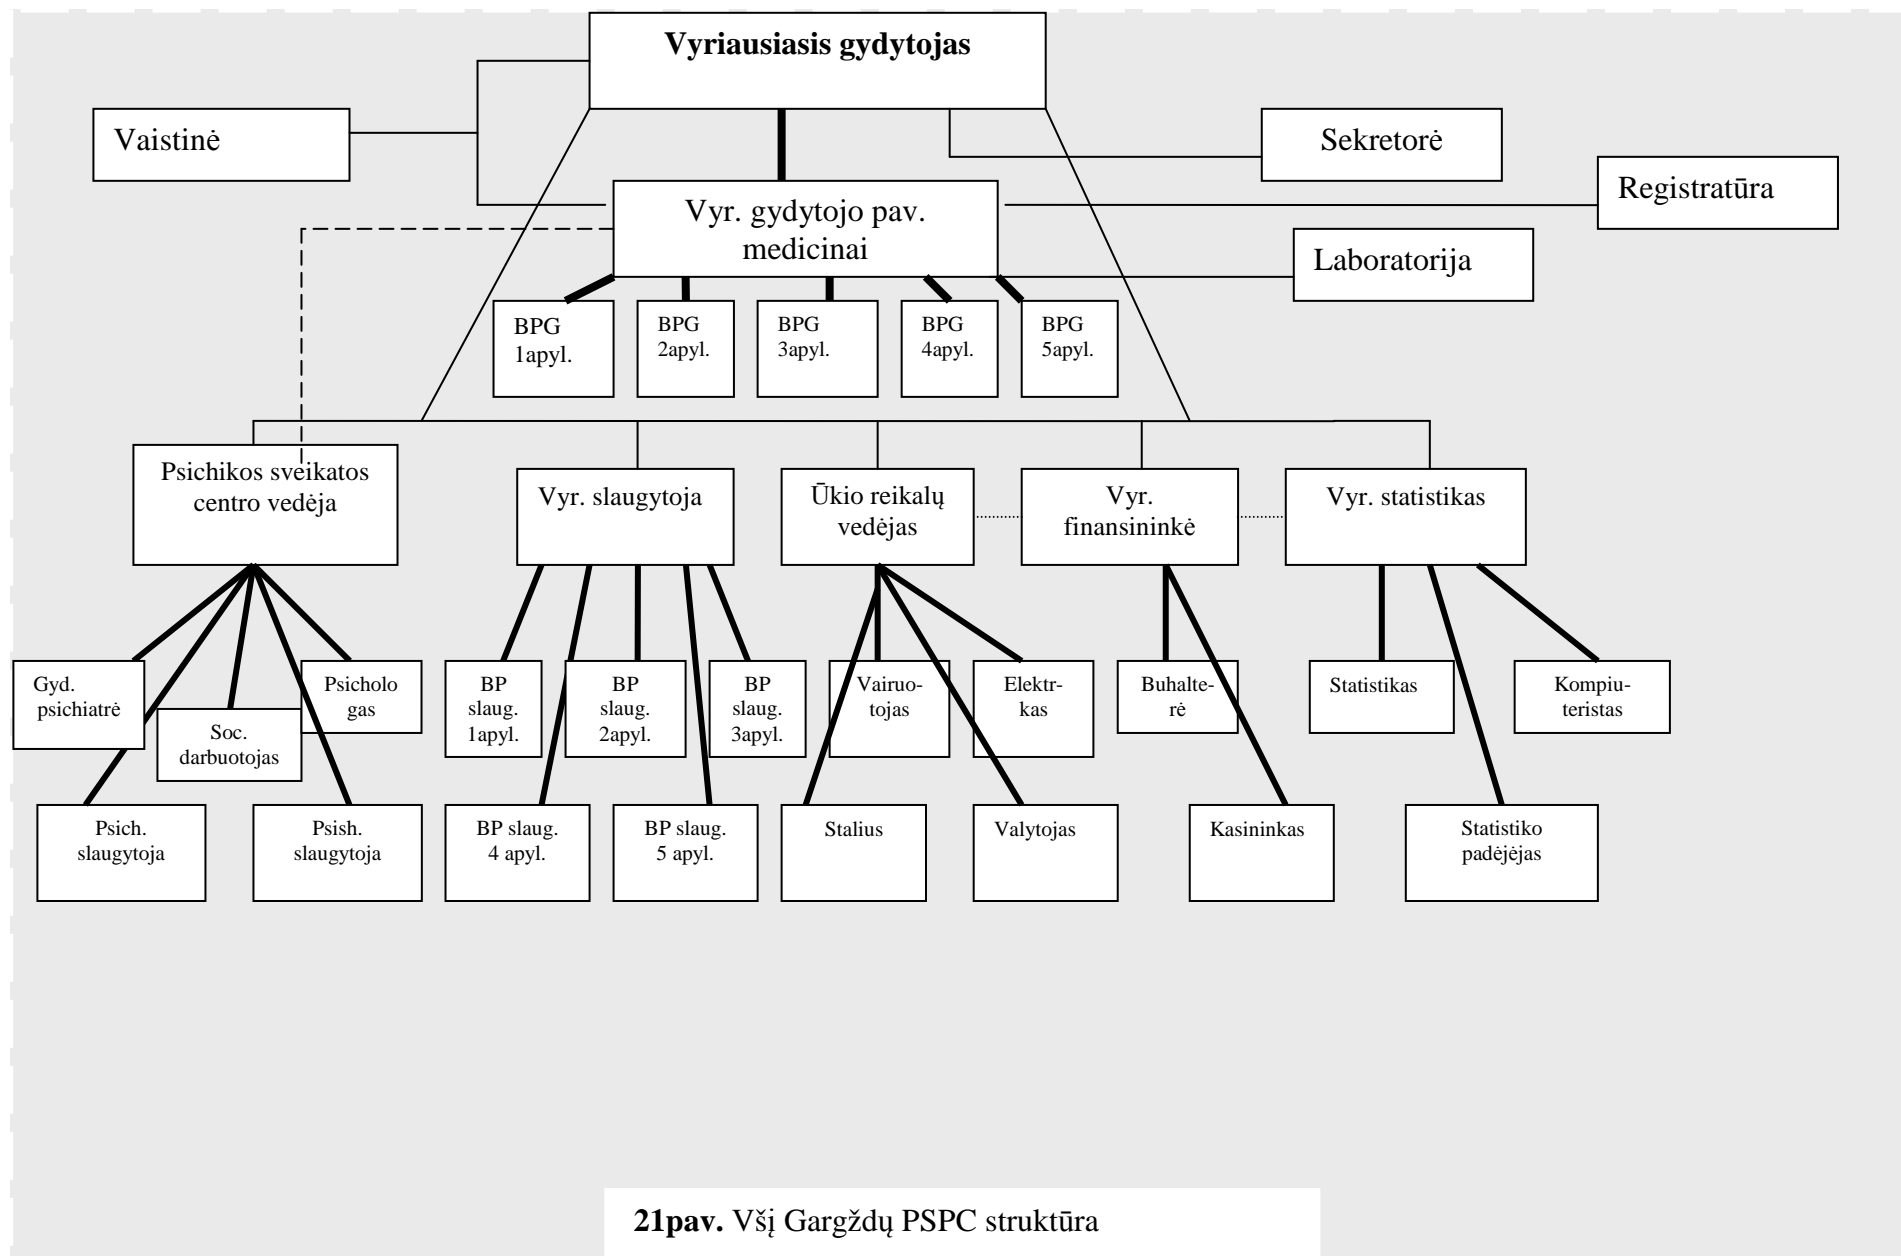 Vyriausiasis gydytojas
Vaistinė
Sekretorė
Registratūra
Vyr. gydytojo pav.
medicinai
Laboratorija
BPG
1apyl.
BPG
2apyl.
BPG
3apyl.
BPG
4apyl.
BPG
5apyl.
Psichikos sveikatos
centro vedėja
Vyr. slaugytoja
Ūkio reikalų
vedėjas
Vyr.
finansininkė
Vyr. statistikas
Gyd.
psichiatrė
Soc.
darbuotojas
Psicholo
gas
BP
slaug.
1apyl.
BP
slaug.
2apyl.
BP
slaug.
3apyl.
Vairuo-
tojas
Elektr-
kas
Buhalte-
rė
Statistikas
Kompiu-
teristas
Psich.
slaugytoja
Psish.
slaugytoja
BP slaug.
4 apyl.
BP slaug.
5 apyl.
Stalius
Valytojas
Kasininkas
Statistiko
padėjėjas
21pav. Všį Gargždų PSPC struktūra